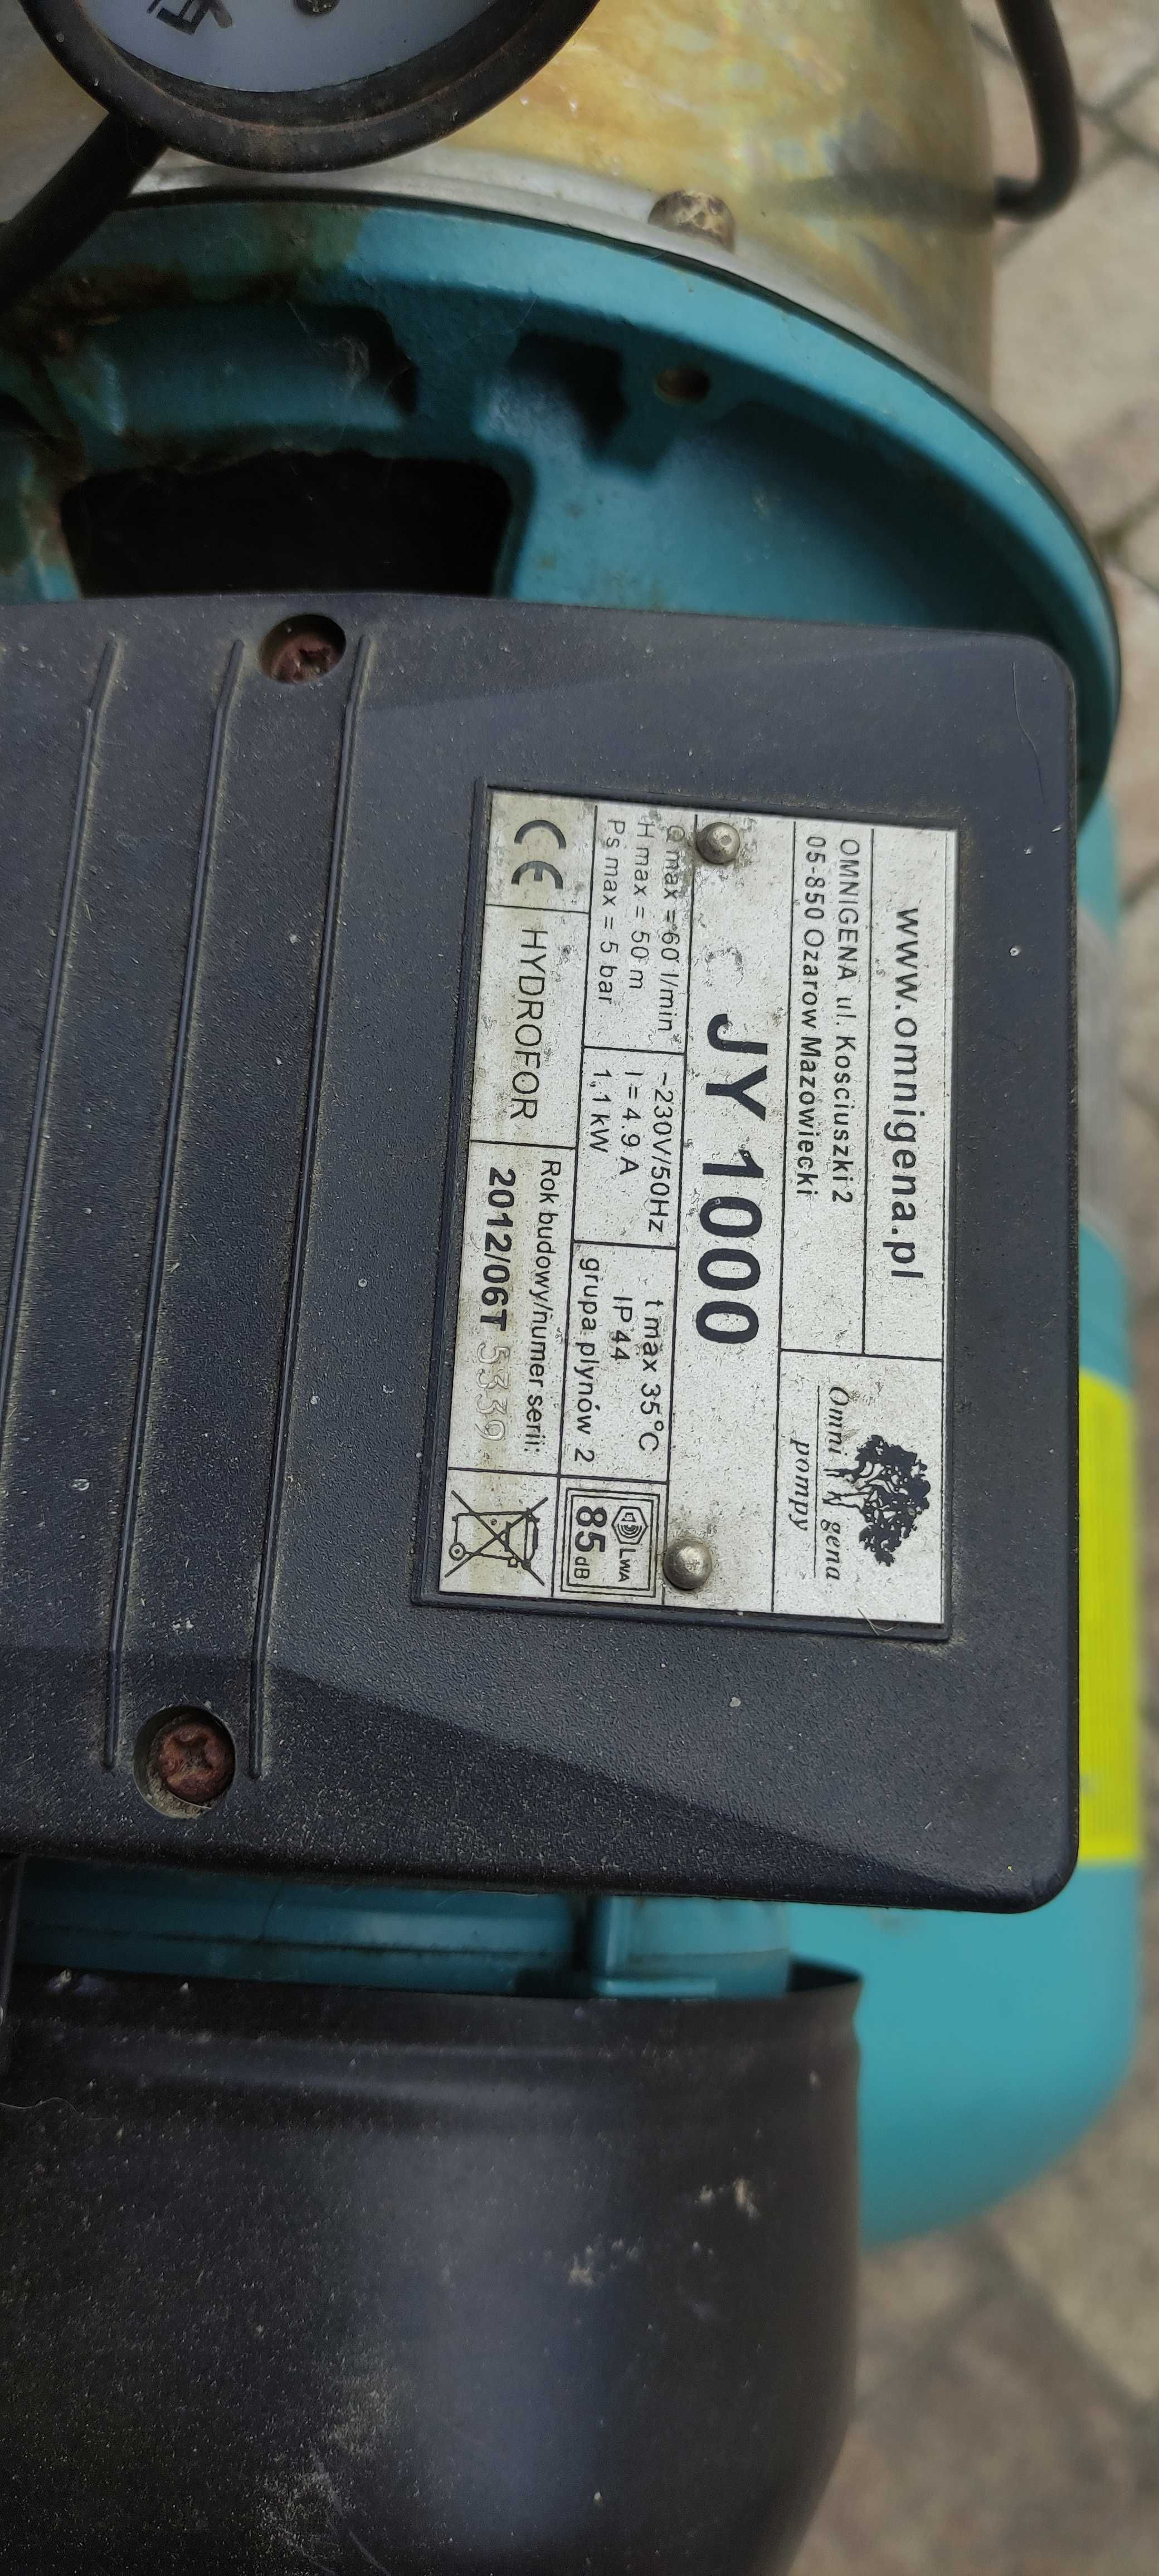 www.omnigena.pl
OMNIGENA ul. Kosciuszki 2
05-850 Ozarow Mazowiecki
Omni gena
pompy
JY 1000
Q max = 60 l/min
H max = 50 m
Ps max = 5 bar
~230V/50Hz
I = 4.9 A
1,1 kW
t max 35°C
IP 44
grupa plynów 2
LWA
85 dB
CE
HYDROFOR
Rok budowy/numer serii:
2012/06T 5339